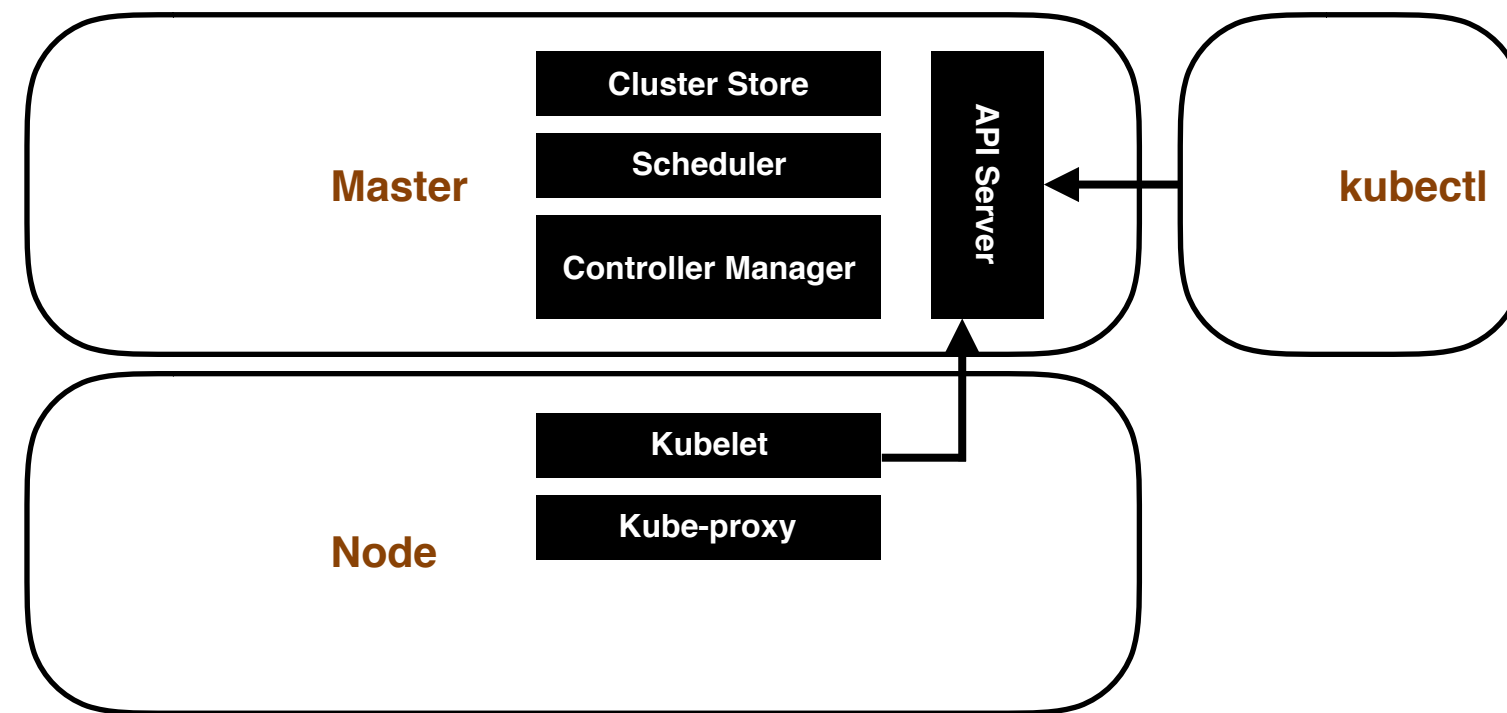 Master
Cluster Store
Scheduler
Controller Manager
API Server
kubectl
Node
Kubelet
Kube-proxy